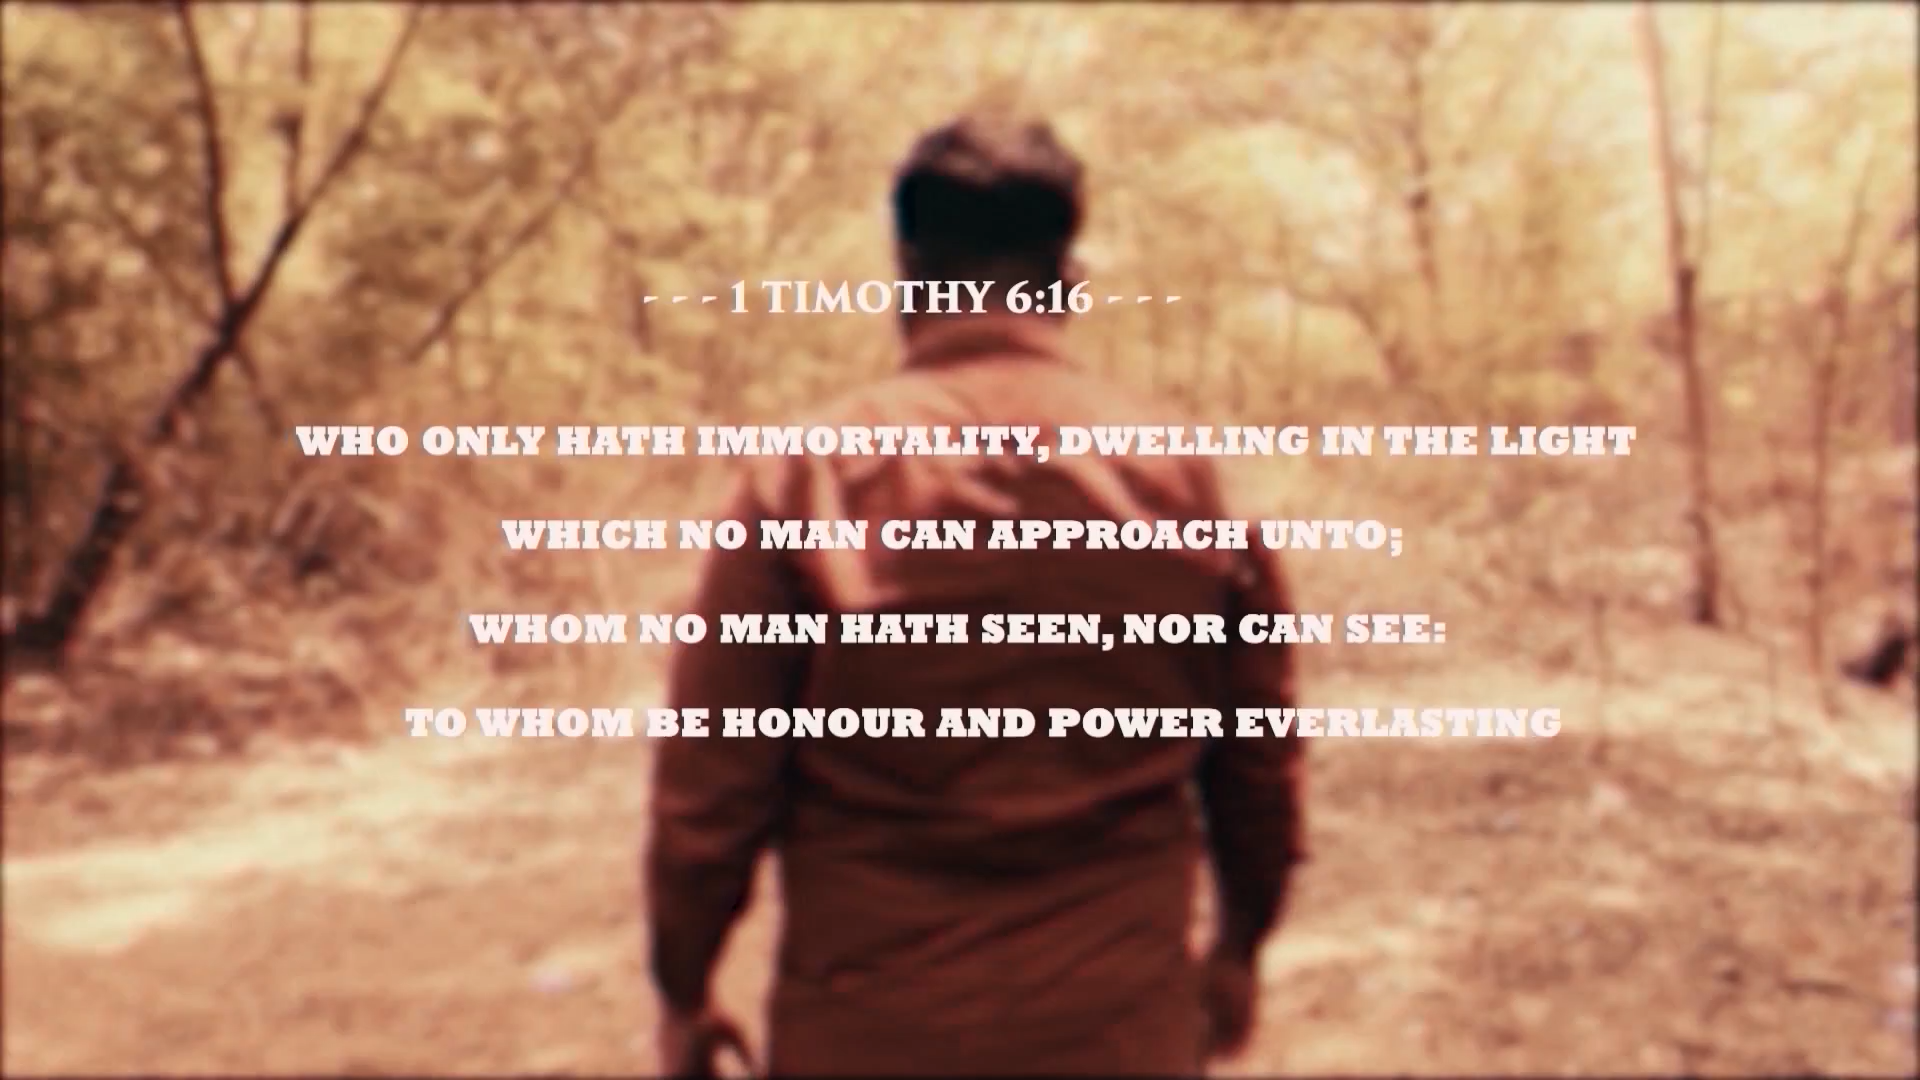 - - - 1 TIMOTHY 6:16 - - -
WHO ONLY HATH IMMORTALITY, DWELLING IN THE LIGHT
WHICH NO MAN CAN APPROACH UNTO;
WHOM NO MAN HATH SEEN, NOR CAN SEE:
TO WHOM BE HONOUR AND POWER EVERLASTING